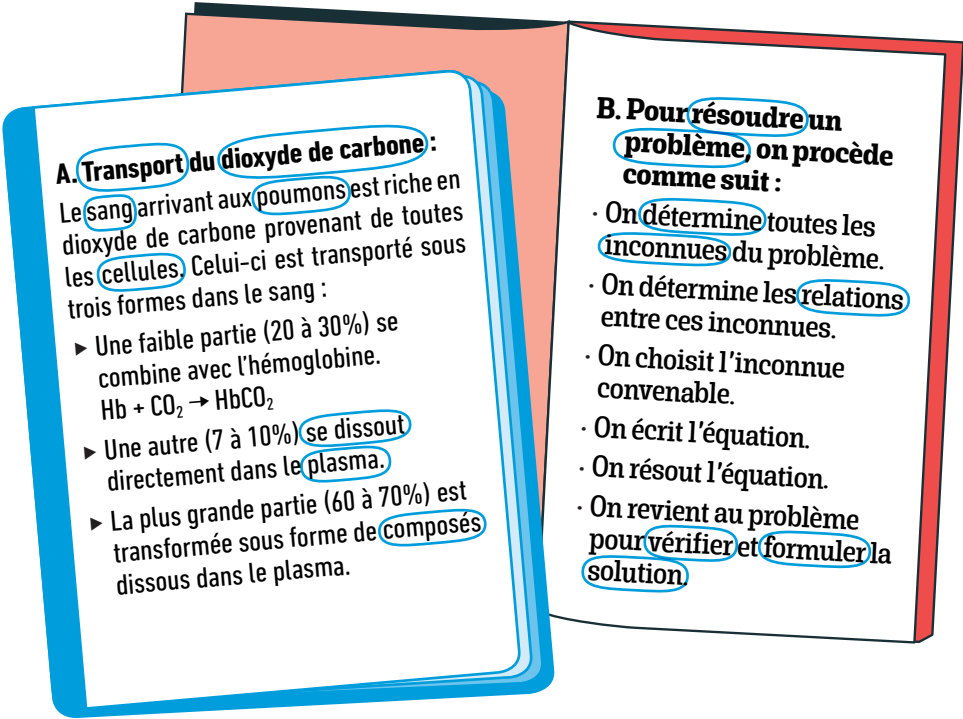 A. Transport du dioxyde de carbone :
Le sang arrivant aux poumons est riche en
dioxyde de carbone provenant de toutes
les cellules. Celui-ci est transporté sous
trois formes dans le sang :
▸ Une faible partie (20 à 30%) se
combine avec l'hémoglobine.
Hb + CO₂ → HbCO₂
▸ Une autre (7 à 10%) se dissout
directement dans le plasma.
▸ La plus grande partie (60 à 70%) est
transformée sous forme de composés
dissous dans le plasma.
B. Pour résoudre un
problème, on procède
comme suit :
· On détermine toutes les
inconnues du problème.
· On détermine les relations
entre ces inconnues.
· On choisit l'inconnue
convenable.
· On écrit l'équation.
· On résout l'équation.
· On revient au problème
pour vérifier et formuler la
solution.